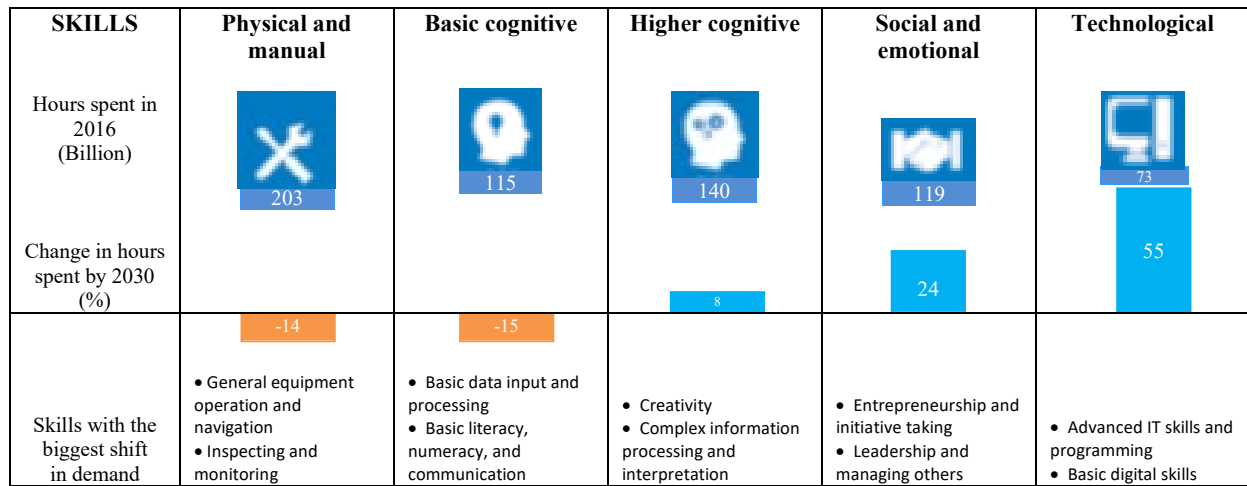 SKILLS
Physical and
manual
Basic cognitive
Higher cognitive
Social and
emotional
Technological
Hours spent in
2016
(Billion)
203
115
140
119
73
Change in hours
spent by 2030
(%)
-14
-15
8
24
55
Skills with the
biggest shift
in demand
• General equipment
operation and
navigation
• Inspecting and
monitoring
• Basic data input and
processing
• Basic literacy,
numeracy, and
communication
• Creativity
• Complex information
processing and
interpretation
• Entrepreneurship and
initiative taking
• Leadership and
managing others
• Advanced IT skills and
programming
• Basic digital skills